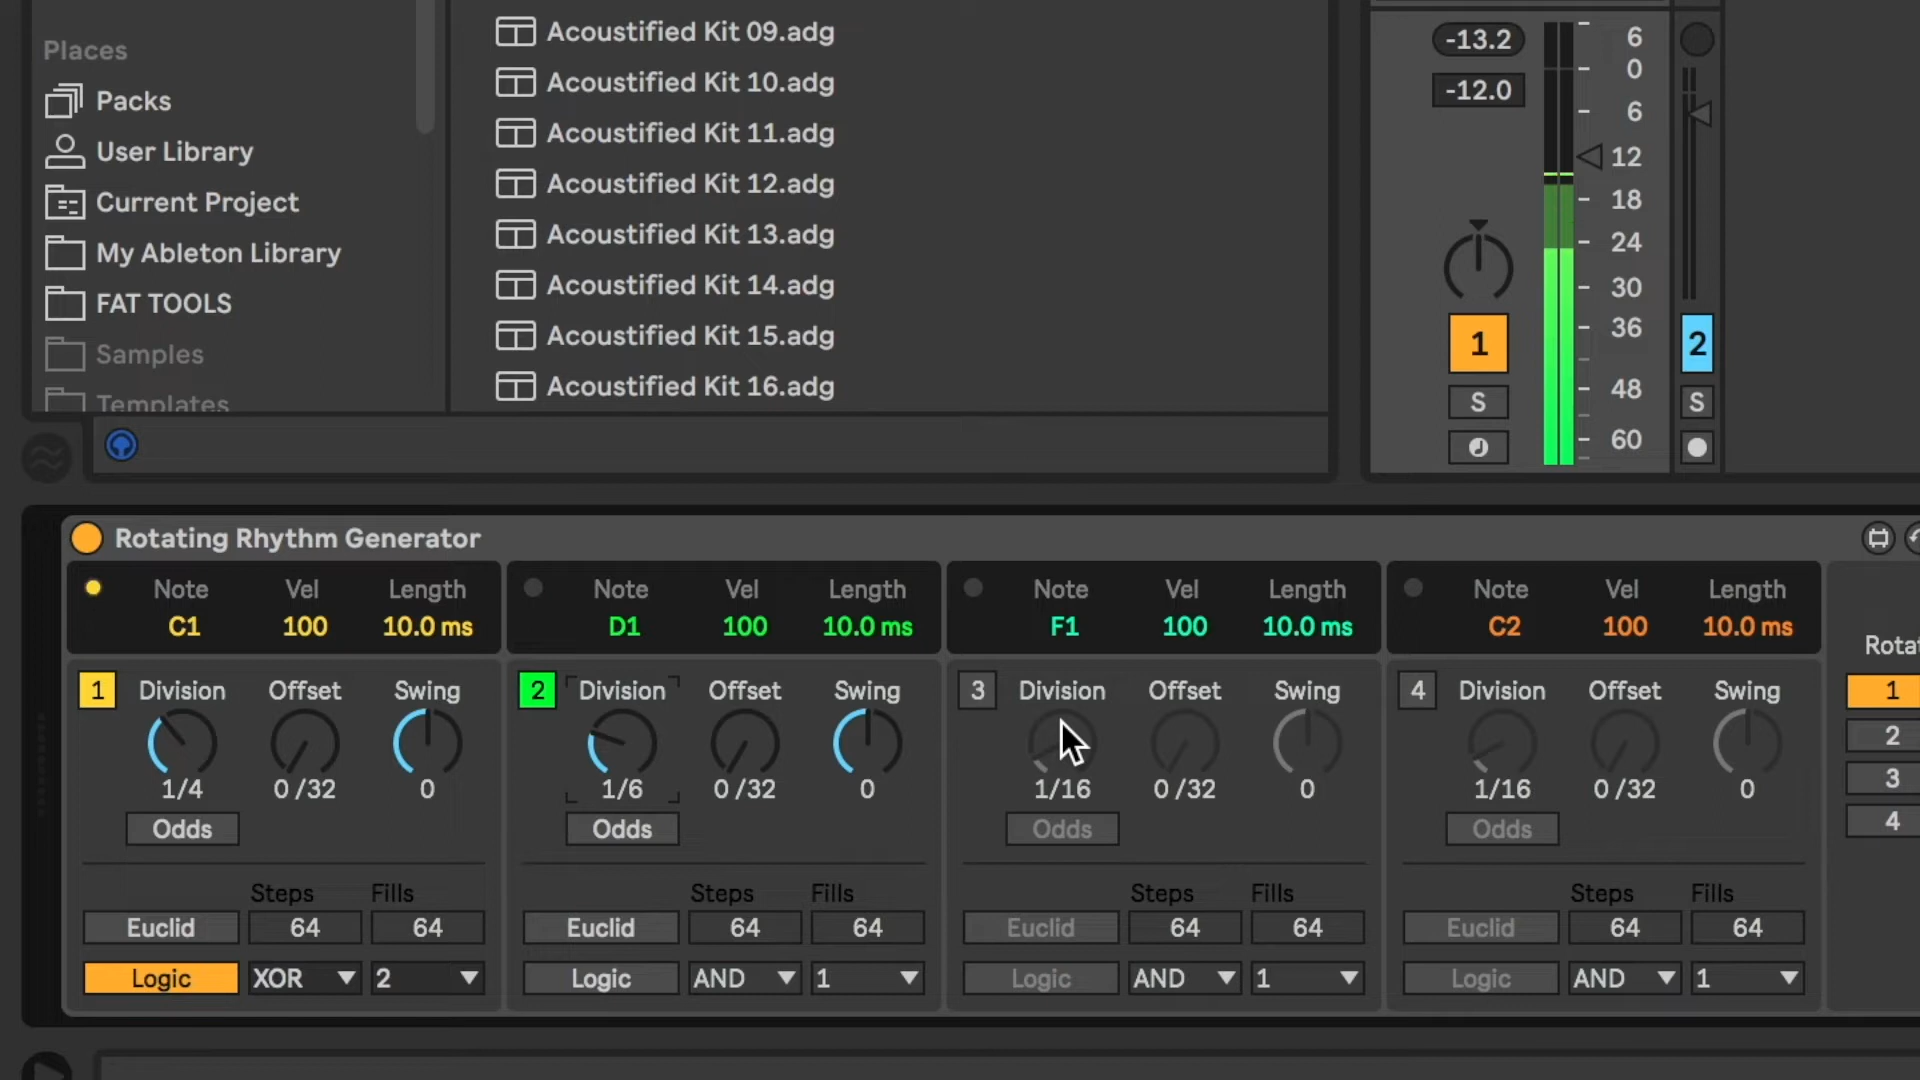 Places
Packs
User Library
Current Project
My Ableton Library
FAT TOOLS
Samples
Templates
Acoustified Kit 09.adg
Acoustified Kit 10.adg
Acoustified Kit 11.adg
Acoustified Kit 12.adg
Acoustified Kit 13.adg
Acoustified Kit 14.adg
Acoustified Kit 15.adg
Acoustified Kit 16.adg
-13.2
-12.0
6
0
6
12
18
24
30
36
48
60
1
S
2
S
Rotating Rhythm Generator
Note Vel Length
C1 100 10.0 ms
1 Division Offset Swing
1/4 0 /32 0
Odds
Steps Fills
Euclid 64 64
Logic XOR 2
Note Vel Length
D1 100 10.0 ms
2 Division Offset Swing
1/6 0 /32 0
Odds
Steps Fills
Euclid 64 64
Logic AND 1
Note Vel Length
F1 100 10.0 ms
3 Division Offset Swing
1/16 0 /32 0
Odds
Steps Fills
Euclid 64 64
Logic AND 1
Note Vel Length
C2 100 10.0 ms
4 Division Offset Swing
1/16 0 /32 0
Odds
Steps Fills
Euclid 64 64
Logic AND 1
1
2
3
4